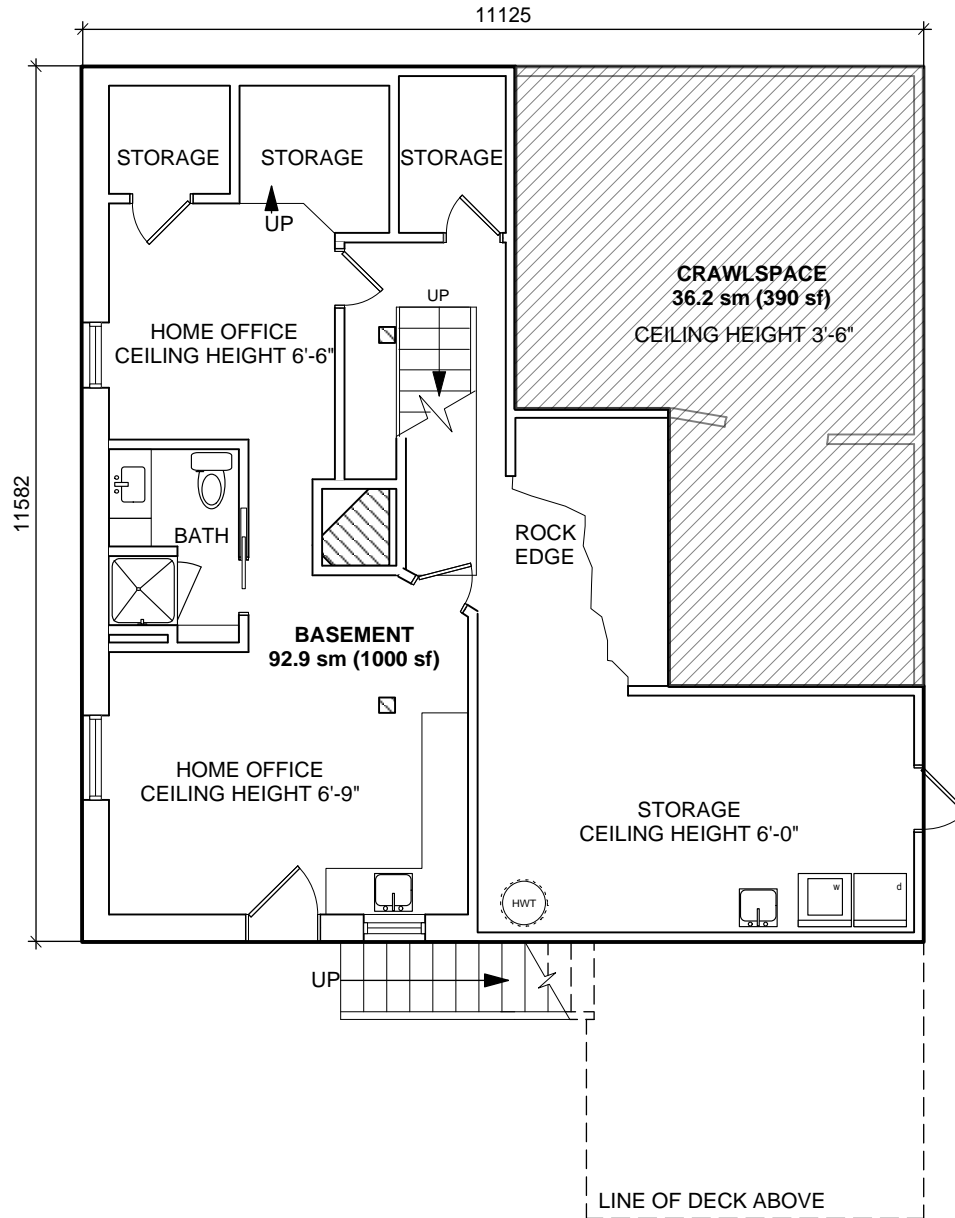 11125
STORAGE
STORAGE
STORAGE
UP
UP
CRAWLSPACE
36.2 sm (390 sf)
CEILING HEIGHT 3'-6"
HOME OFFICE
CEILING HEIGHT 6'-6"
11582
BATH
ROCK
EDGE
BASEMENT
92.9 sm (1000 sf)
HOME OFFICE
CEILING HEIGHT 6'-9"
STORAGE
CEILING HEIGHT 6'-0"
HWT
w
d
UP
LINE OF DECK ABOVE